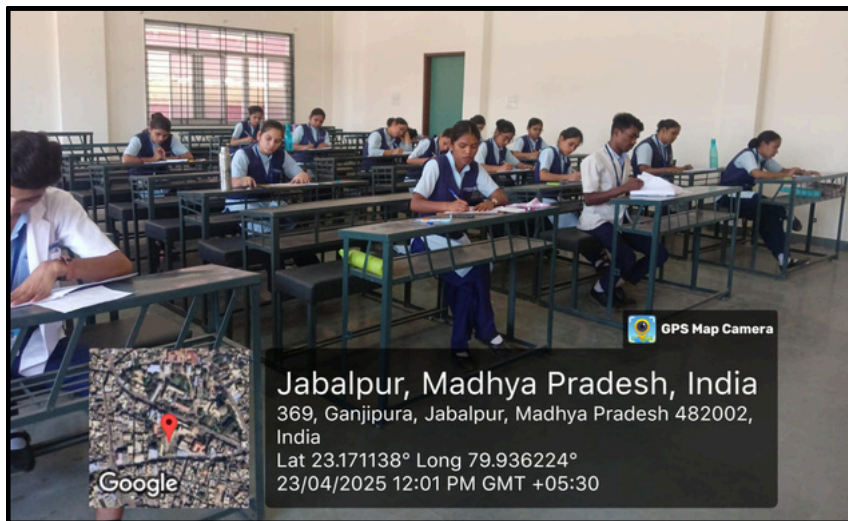 GPS Map Camera
Jabalpur, Madhya Pradesh, India
369, Ganjipura, Jabalpur, Madhya Pradesh 482002,
India
Lat 23.171138° Long 79.936224°
23/04/2025 12:01 PM GMT +05:30
Google